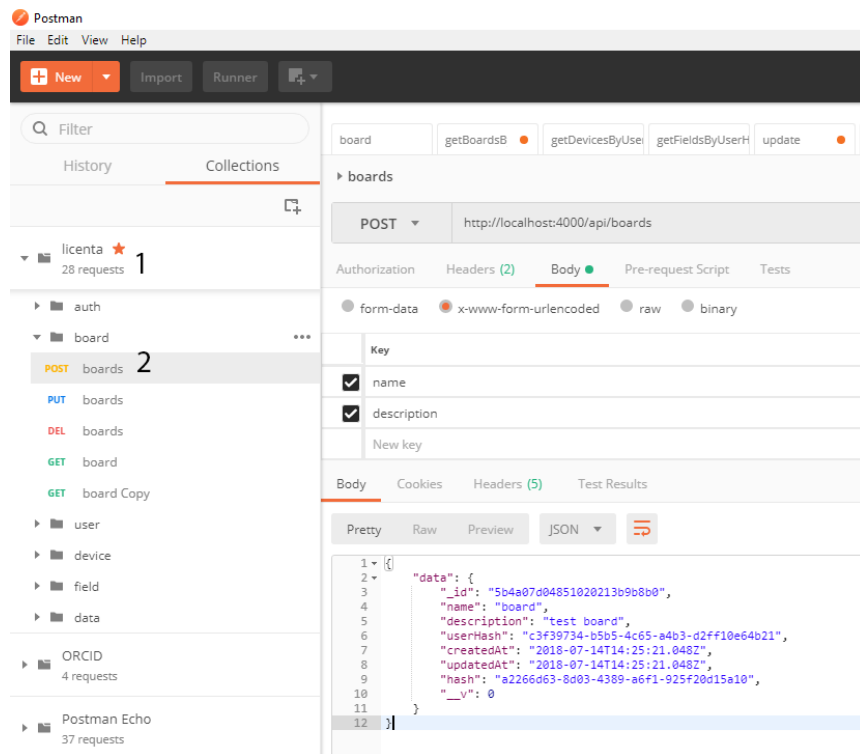 Postman
File Edit View Help
New Import Runner
Filter
History Collections
licenta 1
28 requests
auth
board
POST boards 2
PUT boards
DEL boards
GET board
GET board Copy
user
device
field
data
ORCID
4 requests
Postman Echo
37 requests
board getBoardsB getDevicesByUser getFieldsByUserH update
boards
POST http://localhost:4000/api/boards
Authorization Headers (2) Body Pre-request Script Tests
form-data x-www-form-urlencoded raw binary
Key
name
description
New key
Body Cookies Headers (5) Test Results
Pretty Raw Preview JSON
1 {
2 "data": {
3 "_id": "5b4a07d04851020213b9b8b0",
4 "name": "board",
5 "description": "test board",
6 "userHash": "c3f39734-b5b5-4c65-a4b3-d2ff10e64b21",
7 "createdAt": "2018-07-14T14:25:21.048Z",
8 "updatedAt": "2018-07-14T14:25:21.048Z",
9 "hash": "a2266d63-8d03-4389-a6f1-925f20d15a10",
10 "__v": 0
11 }
12 }